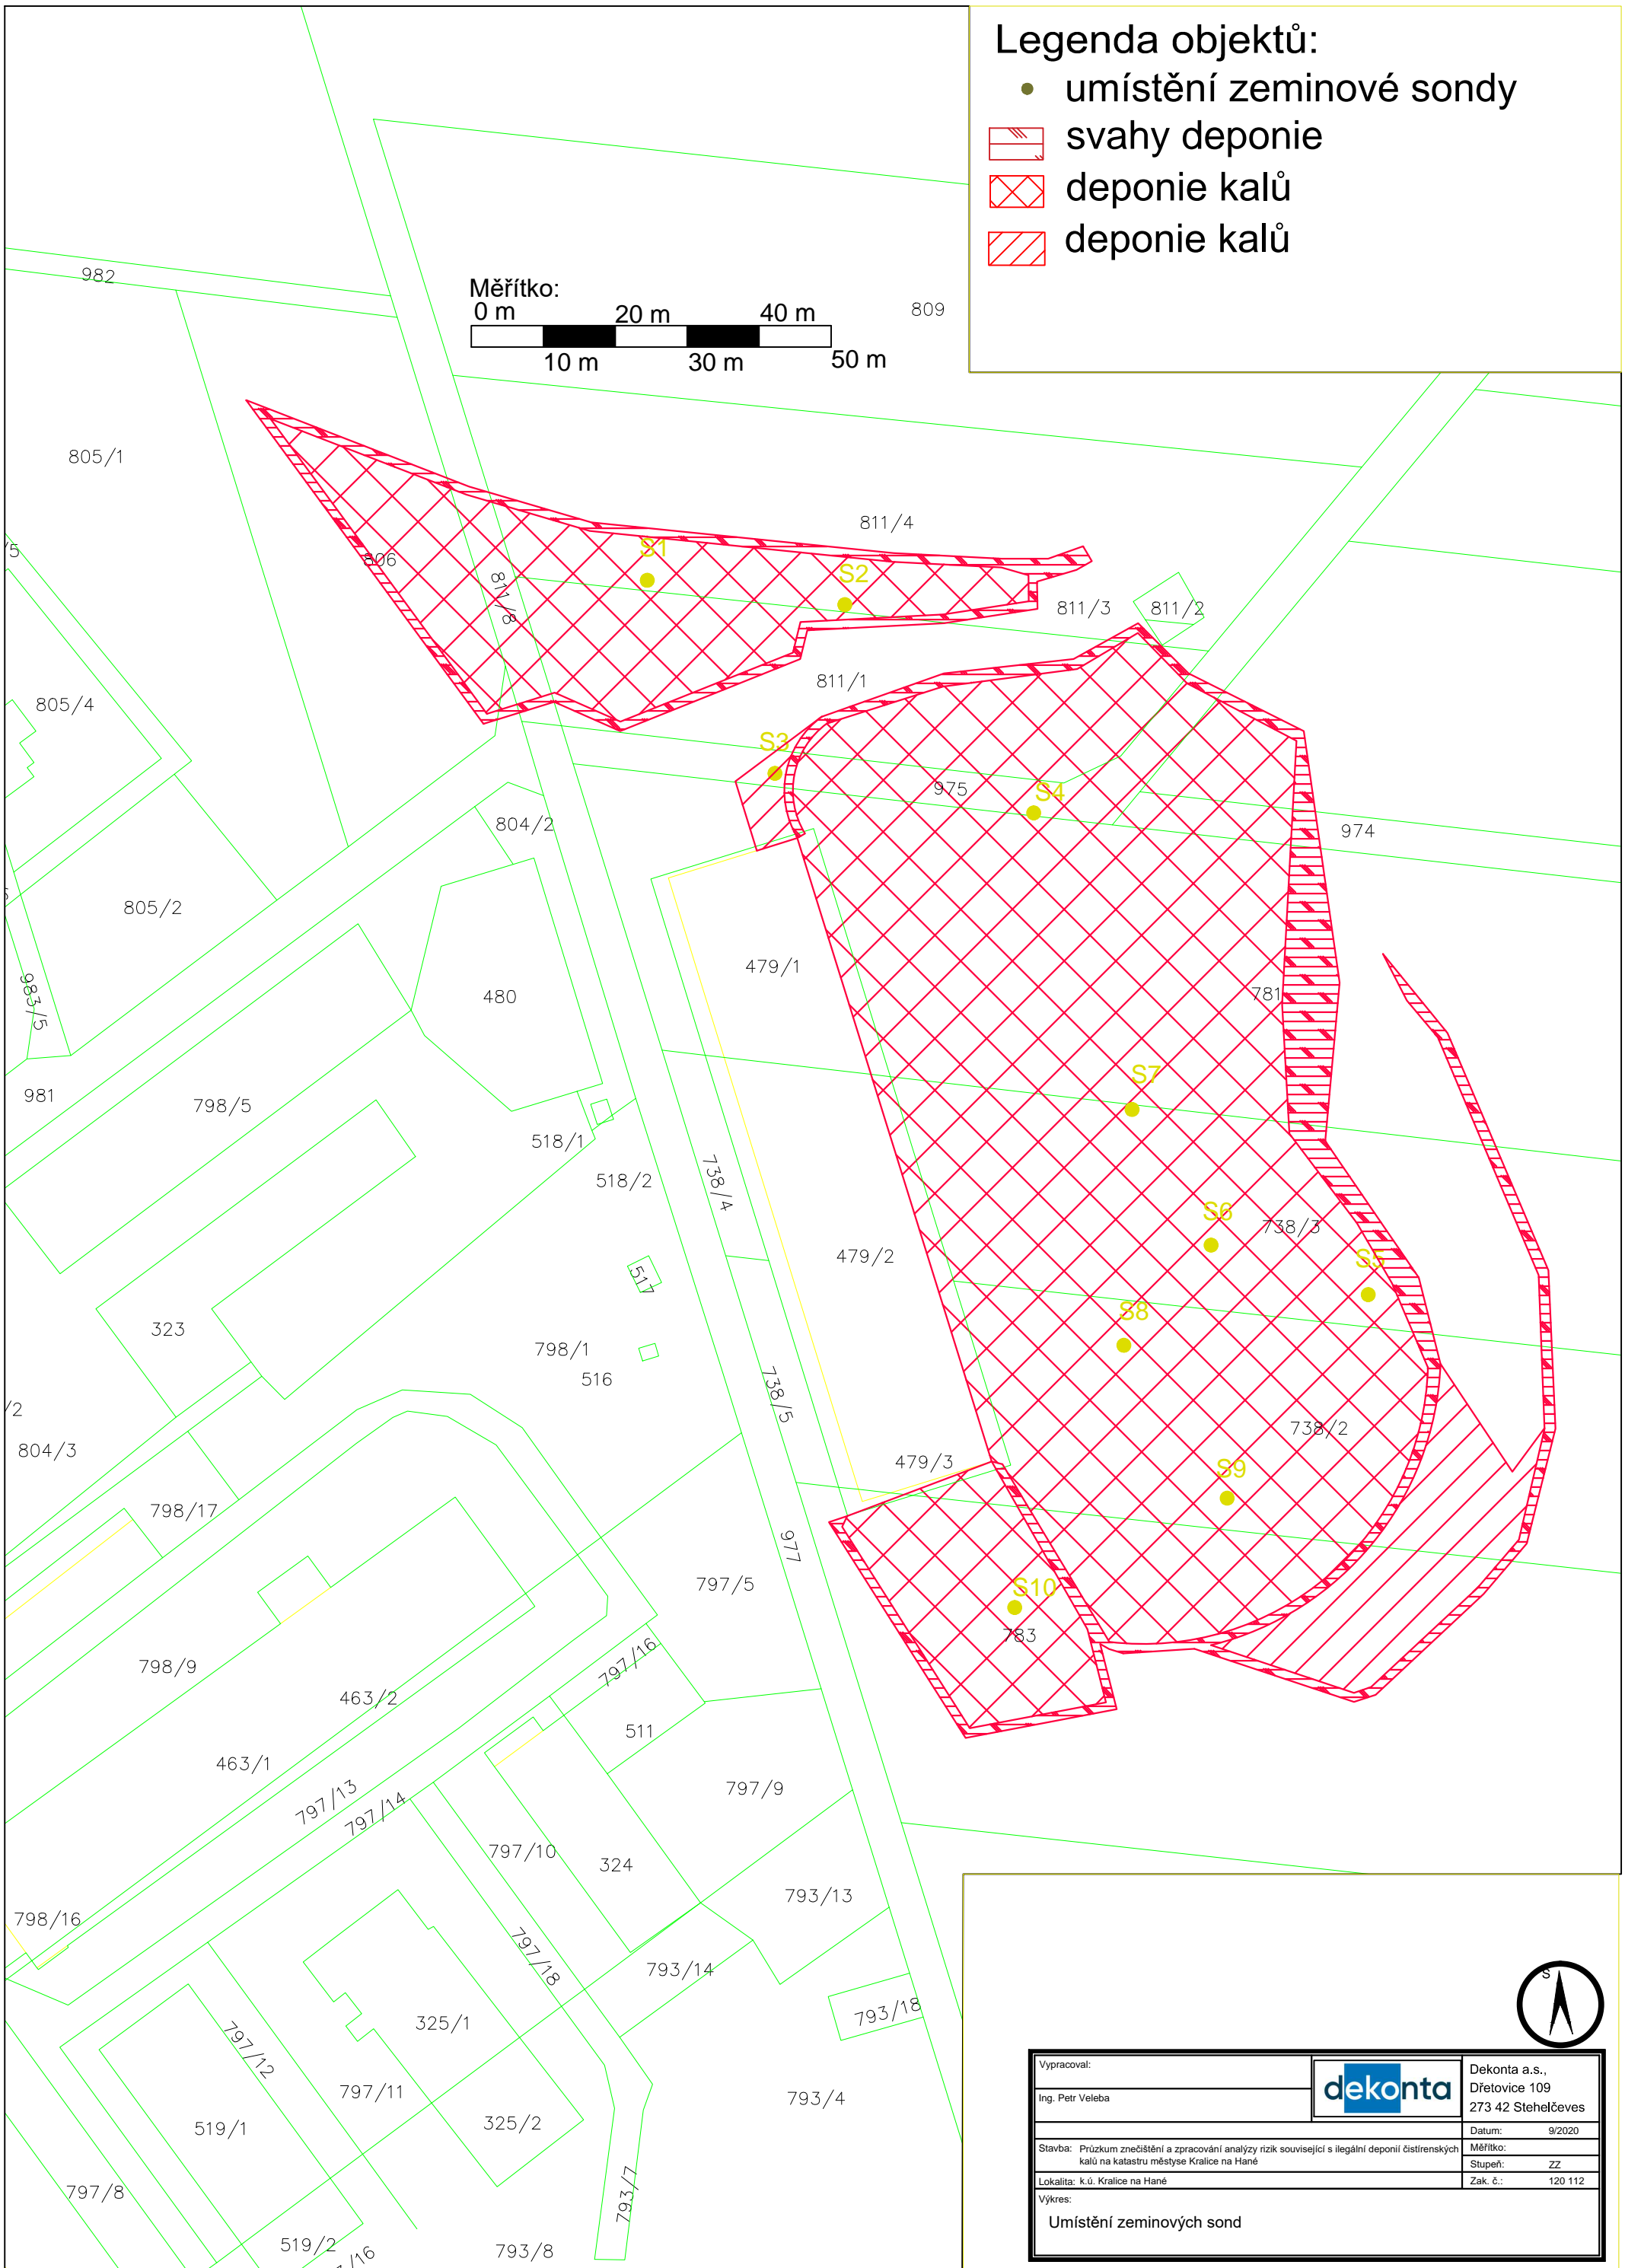 Legenda objektů:
umístění zeminové sondy
svahy deponie
deponie kalů
deponie kalů
Měřítko:
0 m 20 m 40 m
10 m 30 m 50 m
982
809
805/1
811/4
806
S1
S2
811/8
811/3
811/2
805/4
811/1
S3
975
S4
804/2
974
805/2
479/1
480
781
983/5
981
798/5
S7
518/1
518/2
738/4
S6
738/3
479/2
S5
517
323
S8
798/1
516
738/5
738/2
804/3
479/3
S9
798/17
977
797/5
S10
783
798/9
797/16
463/2
511
463/1
797/9
797/13
797/14
797/10
324
793/13
798/16
797/18
793/14
793/18
325/1
797/12
797/11
793/4
519/1
325/2
797/8
793/7
519/2
793/8
S
Vypracoval:
Ing. Petr Veleba
dekonta
Dekonta a.s.,
Dřetovice 109
273 42 Stehelčeves
Datum: 9/2020
Stavba: Průzkum znečištění a zpracování analýzy rizik související s ilegální deponií čistírenských
kalů na katastru městyse Kralice na Hané
Měřítko:
Stupeň: ZZ
Lokalita: k.ú. Kralice na Hané
Zak. č.: 120 112
Výkres:
Umístění zeminových sond